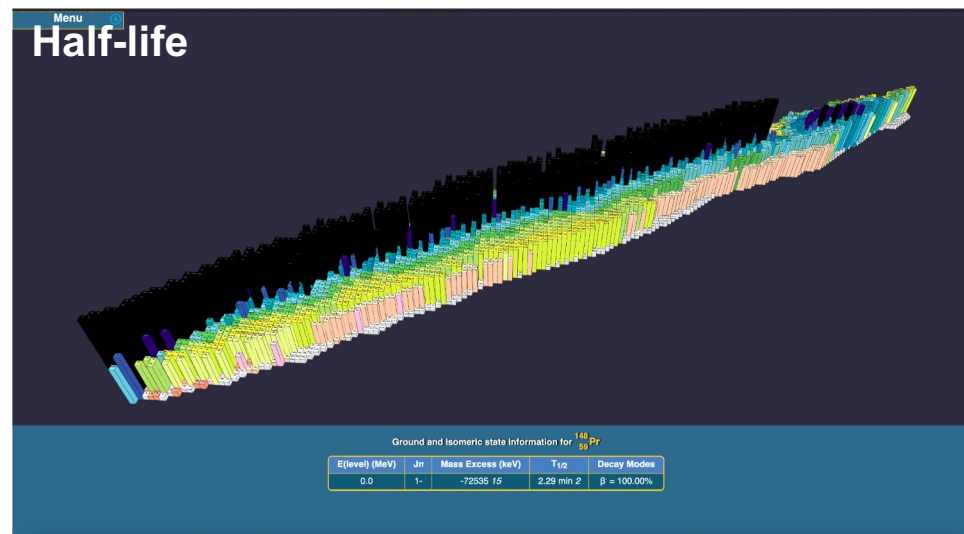 Menu
Half-life
Ground and isomeric state information for 148 59 Pr
E(level) (MeV) Jπ Mass Excess (keV) T1/2 Decay Modes
0.0 1- -72535 15 2.29 min 2 β = 100.00%